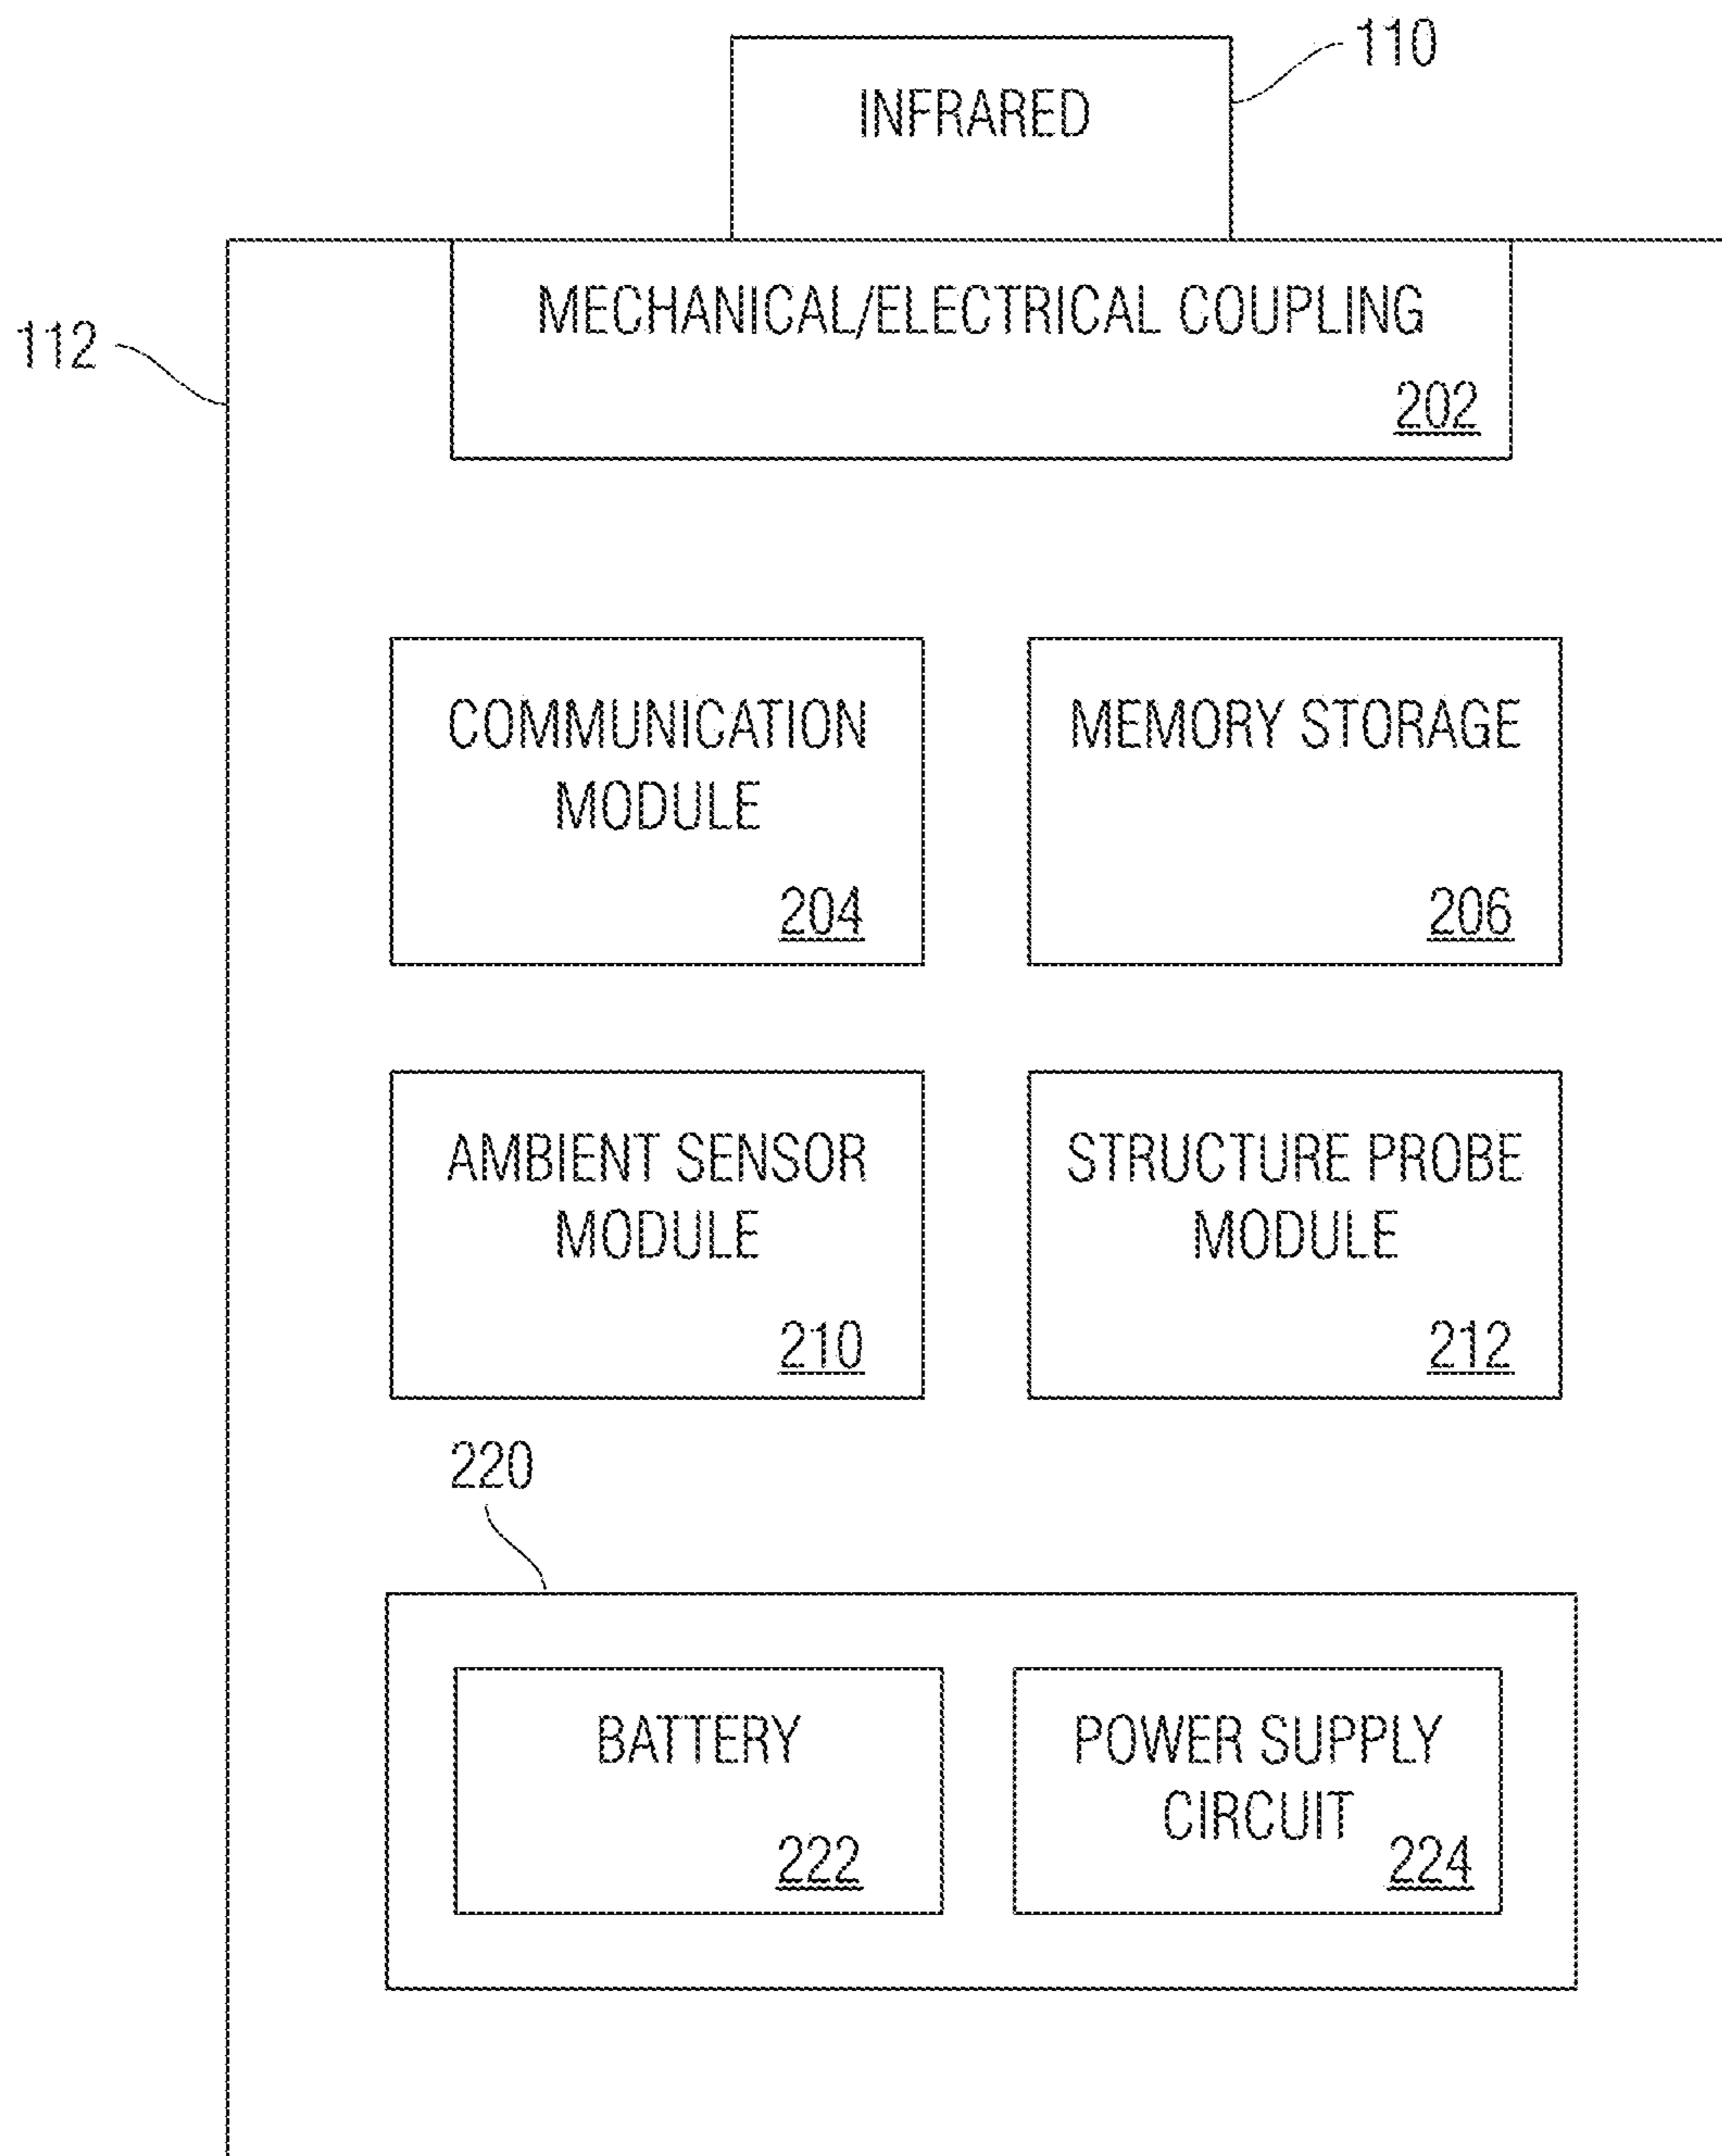 110
INFRARED
MECHANICAL/ELECTRICAL COUPLING
112
202
COMMUNICATION
MODULE
204
MEMORY STORAGE
206
AMBIENT SENSOR
MODULE
210
STRUCTURE PROBE
MODULE
212
220
BATTERY
222
POWER SUPPLY
CIRCUIT
224